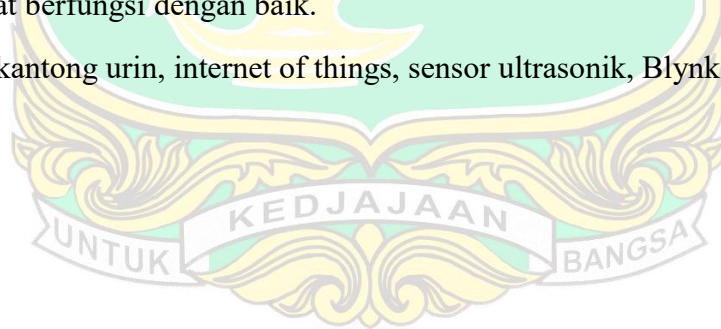 at berfungsi dengan baik.
kantong urin, internet of things, sensor ultrasonik, Blynk
UNTUK KEDJAJAAN BANGSA